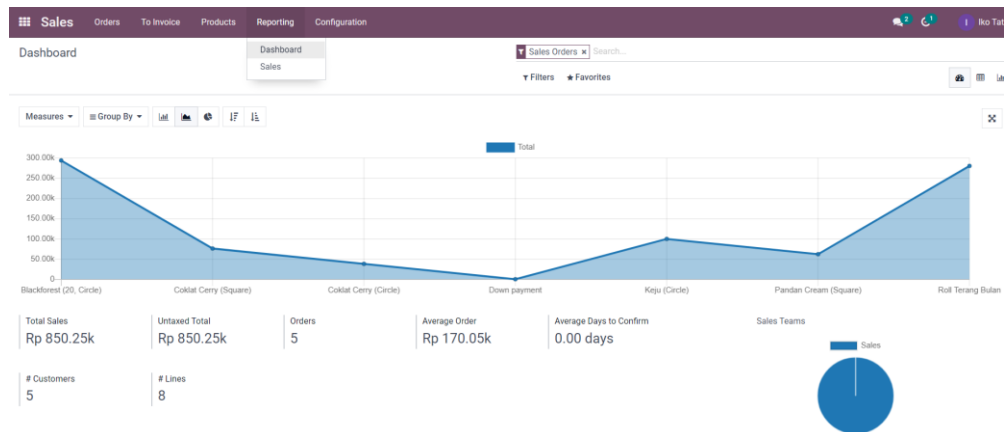 Sales Orders To Invoice Products Reporting Configuration 2 1 I Iko Tat
Dashboard
Sales
Dashboard
Sales Orders × Search...
Filters Favorites
Measures Group By
Total
300.00k
250.00k
200.00k
150.00k
100.00k
50.00k
0
Blackforest (20, Circle) Coklat Cerry (Square) Coklat Cerry (Circle) Down payment Keju (Circle) Pandan Cream (Square) Roll Terang Bulan
Total Sales Untaxed Total Orders Average Order Average Days to Confirm Sales Teams
Rp 850.25k Rp 850.25k 5 Rp 170.05k 0.00 days
Sales
# Customers # Lines
5 8